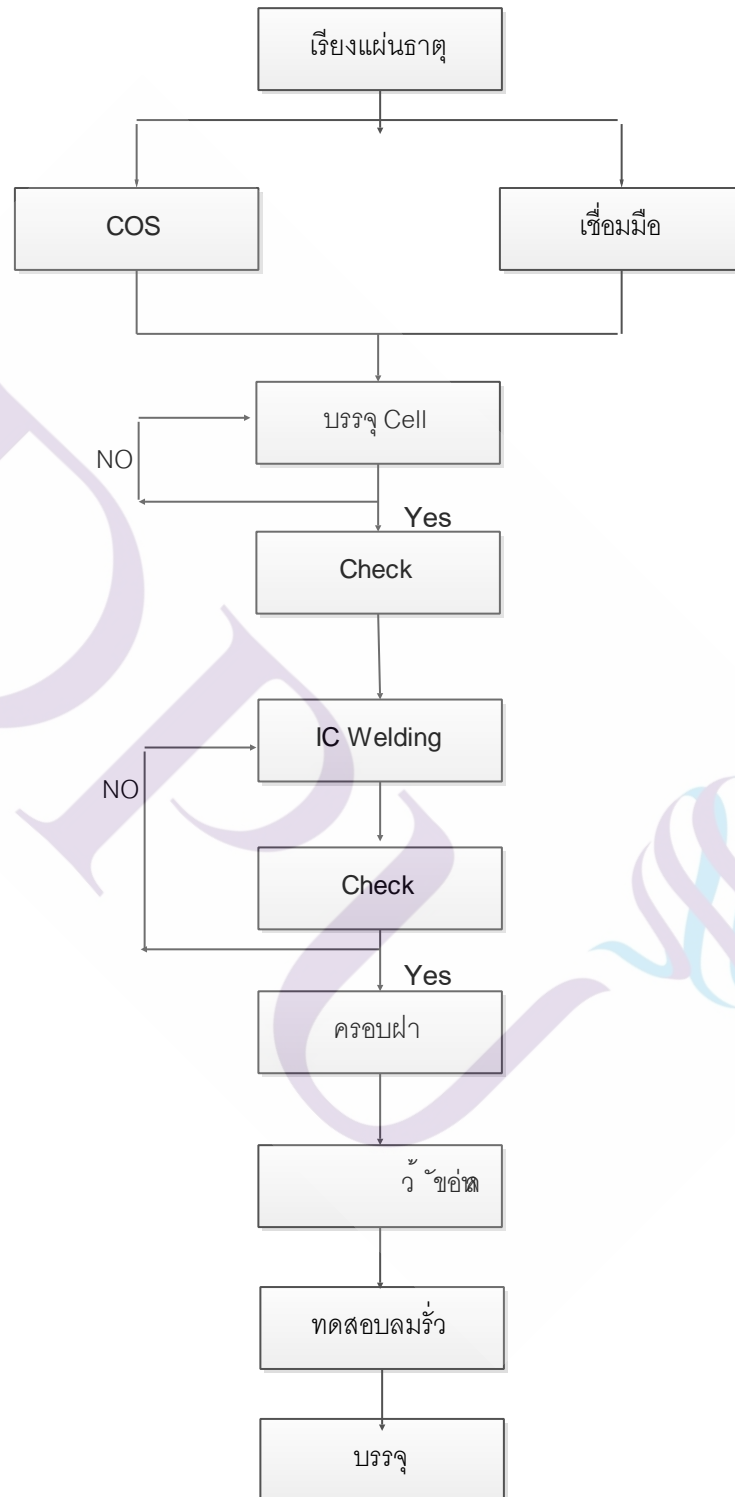 เรียงแผ่นธาตุ
COS
เชื่อมมือ
บรรจุ Cell
NO
Yes
Check
IC Welding
NO
Check
Yes
ครอบฝา
ทดสอบลมรั่ว
บรรจุ